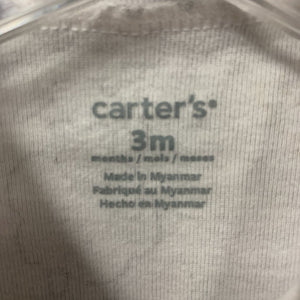 carter's®
3m
months / mois / meses
Made in Myanmar
Fabriqué au Myanmar
Hecho en Myanmar